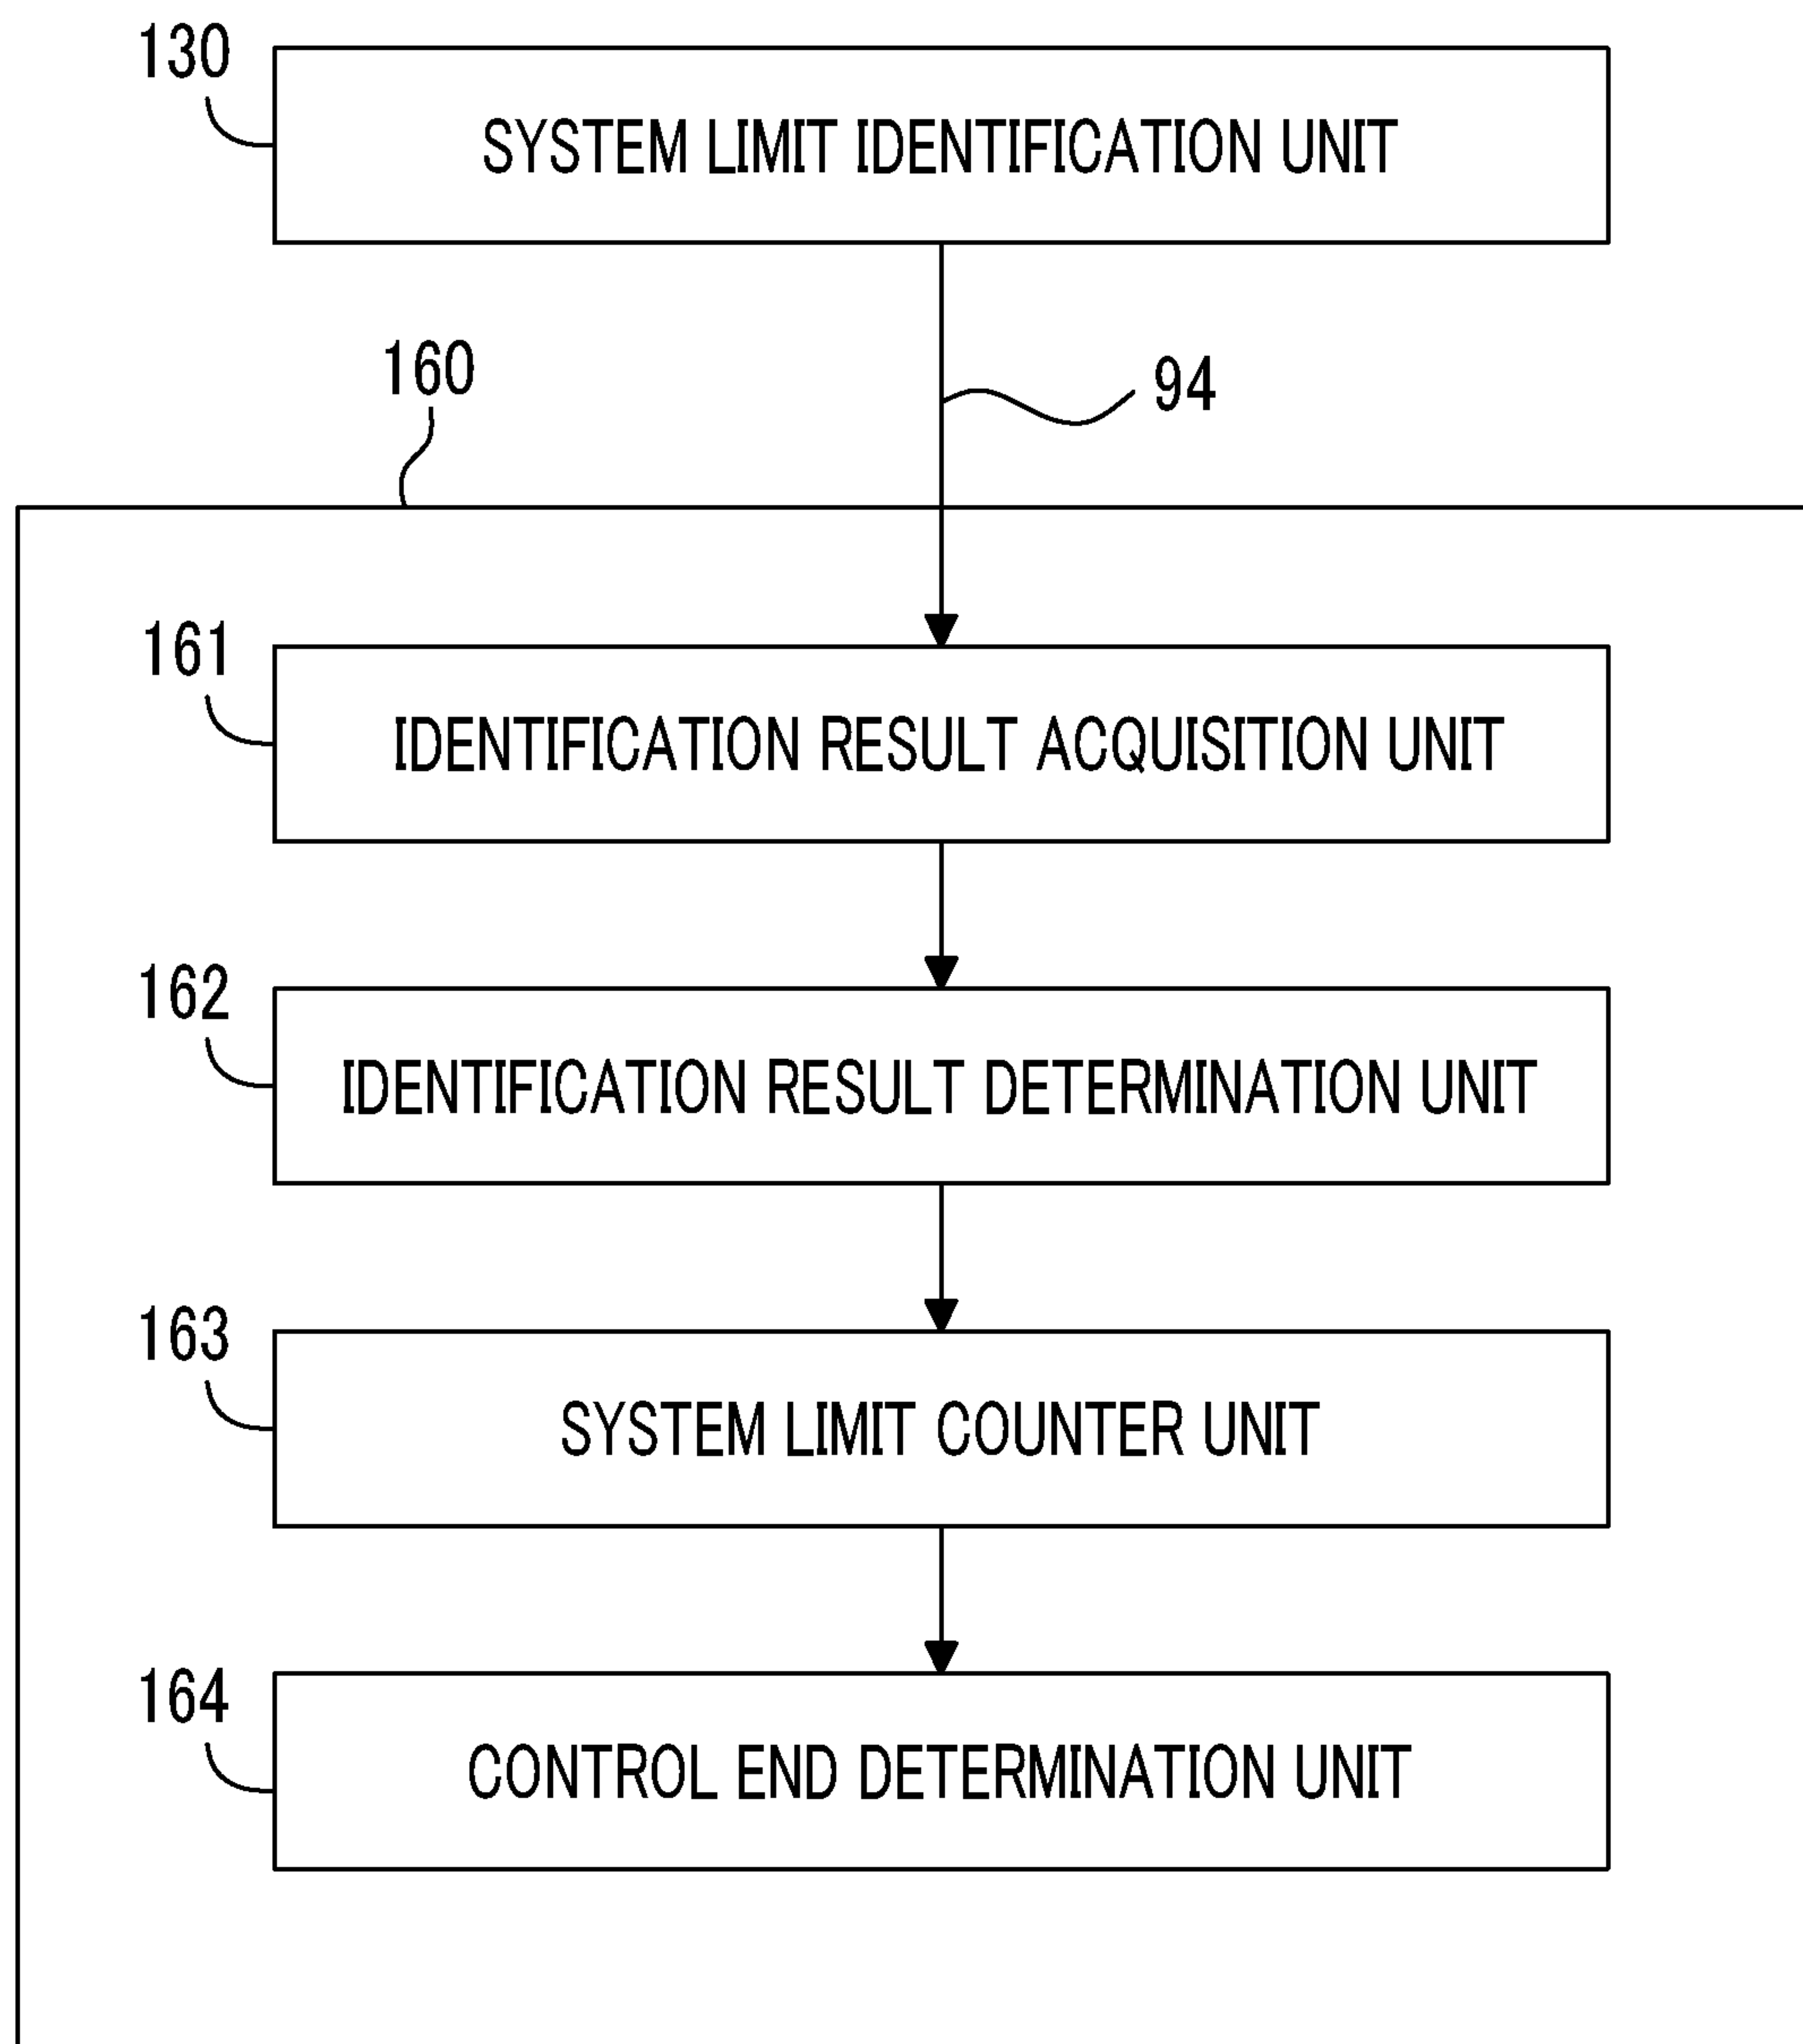 130
SYSTEM LIMIT IDENTIFICATION UNIT
160
94
161
IDENTIFICATION RESULT ACQUISITION UNIT
162
IDENTIFICATION RESULT DETERMINATION UNIT
163
SYSTEM LIMIT COUNTER UNIT
164
CONTROL END DETERMINATION UNIT